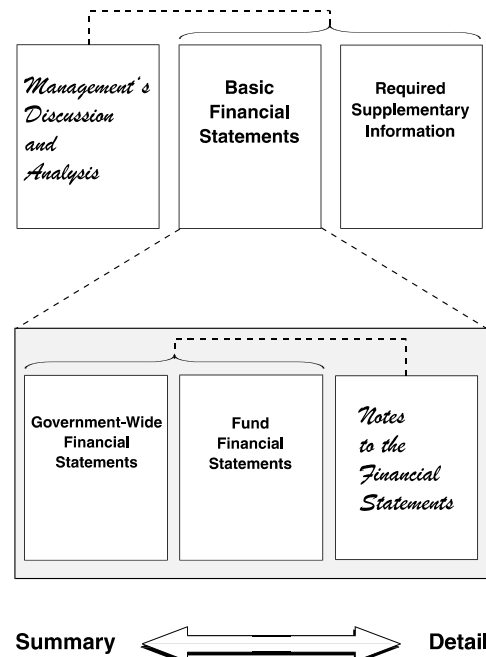 Management's
Discussion
and
Analysis
Basic
Financial
Statements
Required
Supplementary
Information
Government-Wide
Financial
Statements
Fund
Financial
Statements
Notes
to the
Financial
Statements
Summary
Detail